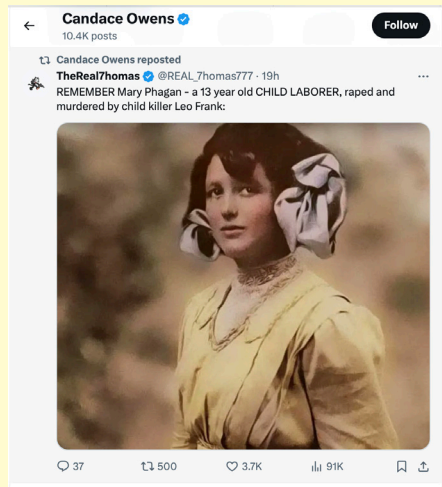 Candace Owens
10.4K posts
Follow
Candace Owens reposted
TheReal7homas @REAL_7homas777 · 19h
REMEMBER Mary Phagan - a 13 year old CHILD LABORER, raped and
murdered by child killer Leo Frank:
37 500 3.7K 91K